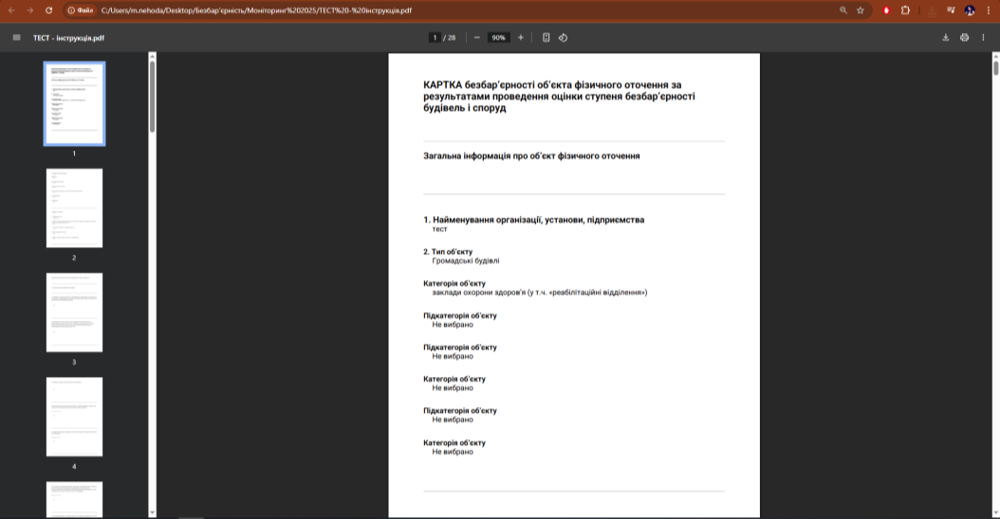 Файл
C:/Users/m.nehoda/Desktop/Безбар'єрність/Моніторинг%202025/ТЕСТ%20-%20інструкція.pdf
ТЕСТ - інструкція.pdf
1 / 28
90%
КАРТКА безбар'єрності об'єкта фізичного оточення за
результатами проведення оцінки ступеня безбар'єрності
будівель і споруд
Загальна інформація про об'єкт фізичного оточення
1. Найменування організації, установи, підприємства
тест
2. Тип об'єкту
Громадські будівлі
Категорія об'єкту
заклади охорони здоров'я (у т.ч. «реабілітаційні відділення»)
Підкатегорія об'єкту
Не вибрано
Підкатегорія об'єкту
Не вибрано
Категорія об'єкту
Не вибрано
Підкатегорія об'єкту
Не вибрано
Категорія об'єкту
Не вибрано
1
2
3
4